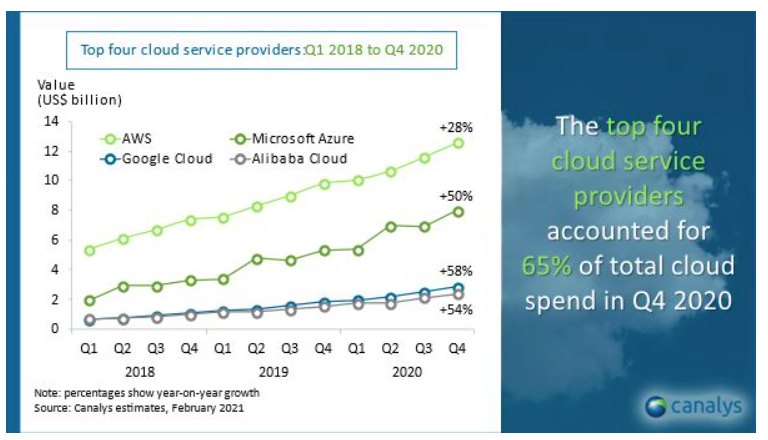 Top four cloud service providers:Q1 2018 to Q4 2020
Value
(US$ billion)
14
12
10
8
6
4
2
0
AWS
Microsoft Azure
Google Cloud
Alibaba Cloud
+28%
+50%
+58%
+54%
Q1 Q2 Q3 Q4 Q1 Q2 Q3 Q4 Q1 Q2 Q3 Q4
2018 2019 2020
Note: percentages show year-on-year growth
Source: Canalys estimates, February 2021
The top four
cloud service
providers
accounted for
65% of total cloud
spend in Q4 2020
canalys